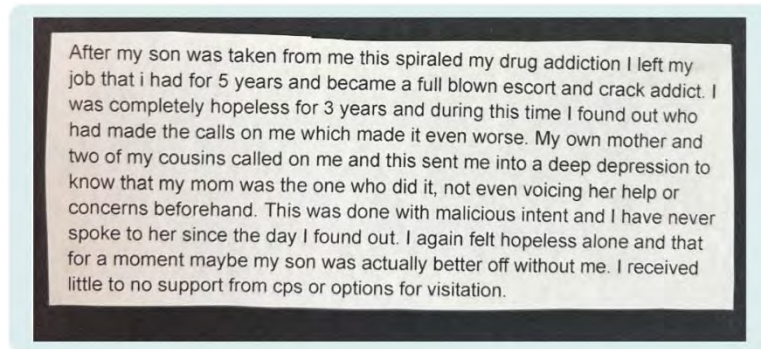 After my son was taken from me this spiraled my drug addiction I left my
job that i had for 5 years and became a full blown escort and crack addict. I
was completely hopeless for 3 years and during this time I found out who
had made the calls on me which made it even worse. My own mother and
two of my cousins called on me and this sent me into a deep depression to
know that my mom was the one who did it, not even voicing her help or
concerns beforehand. This was done with malicious intent and I have never
spoke to her since the day I found out. I again felt hopeless alone and that
for a moment maybe my son was actually better off without me. I received
little to no support from cps or options for visitation.